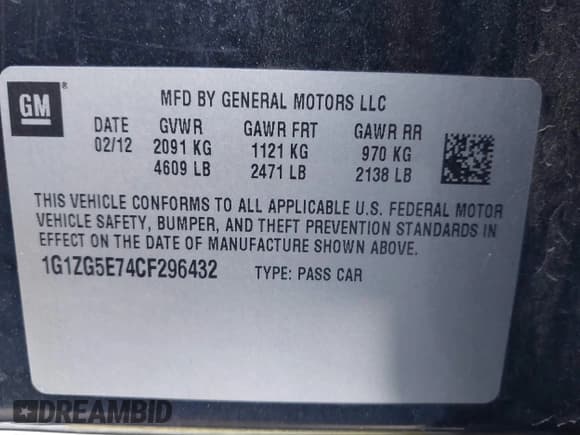 GM ®
MFD BY GENERAL MOTORS LLC
DATE GVWR GAWR FRT GAWR RR
02/12 2091 KG 1121 KG 970 KG
4609 LB 2471 LB 2138 LB
THIS VEHICLE CONFORMS TO ALL APPLICABLE U.S. FEDERAL MOTOR
VEHICLE SAFETY, BUMPER, AND THEFT PREVENTION STANDARDS IN
EFFECT ON THE DATE OF MANUFACTURE SHOWN ABOVE.
1G1ZG5E74CF296432 TYPE: PASS CAR
DREAMBID